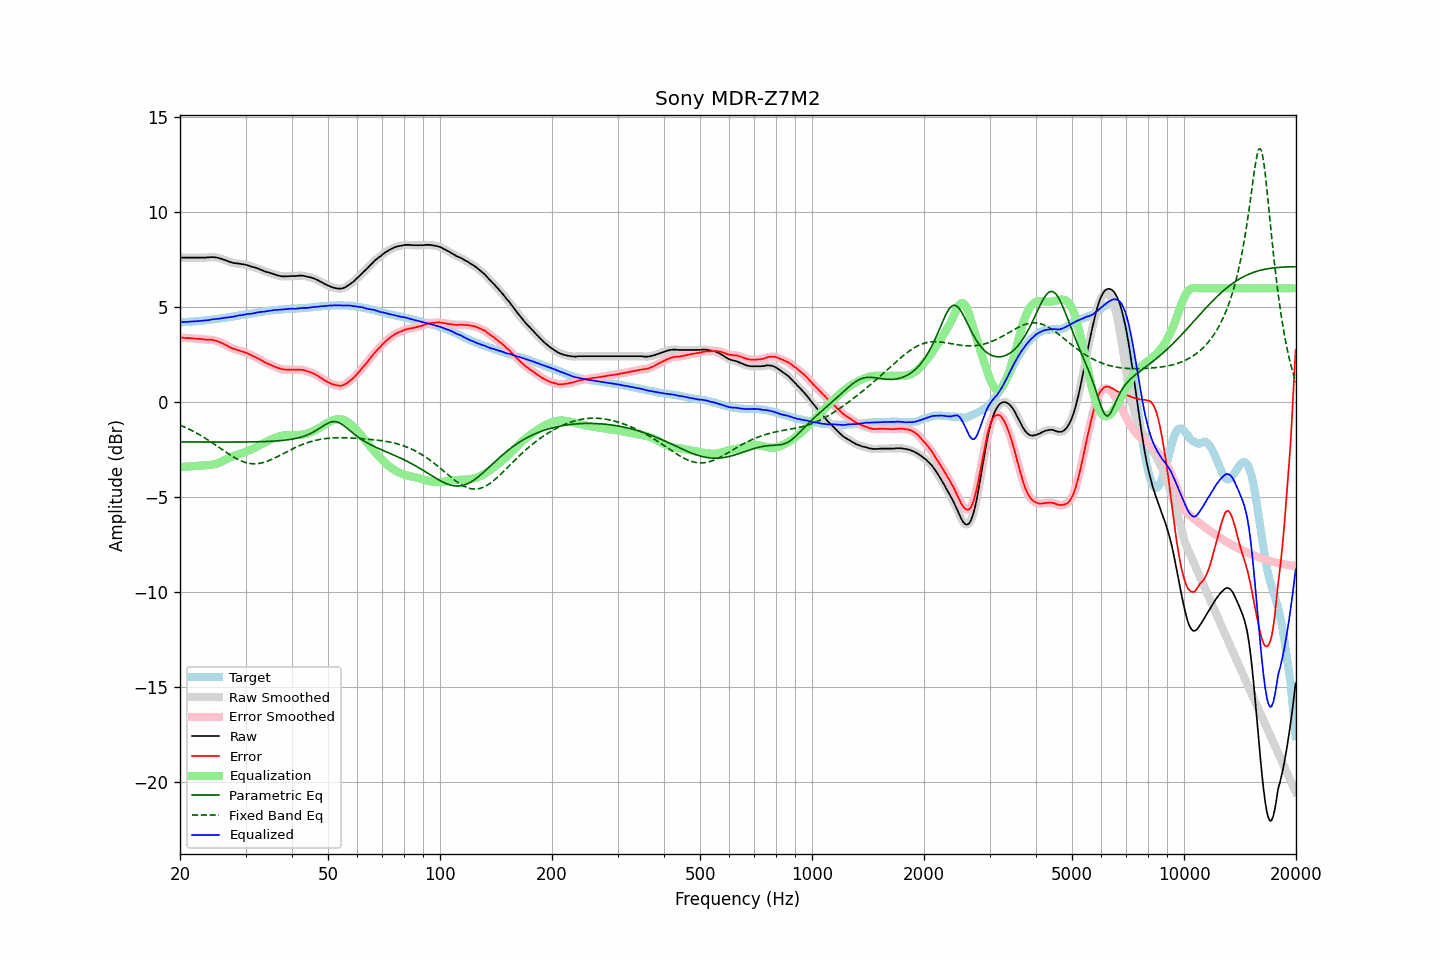 Sony MDR-Z7M2
15
10
5
0
−5
−10
−15
−20
Amplitude (dBr)
Target
Raw Smoothed
Error Smoothed
Raw
Error
Equalization
Parametric Eq
Fixed Band Eq
Equalized
20 50 100 200 500 1000 2000 5000 10000 20000
Frequency (Hz)